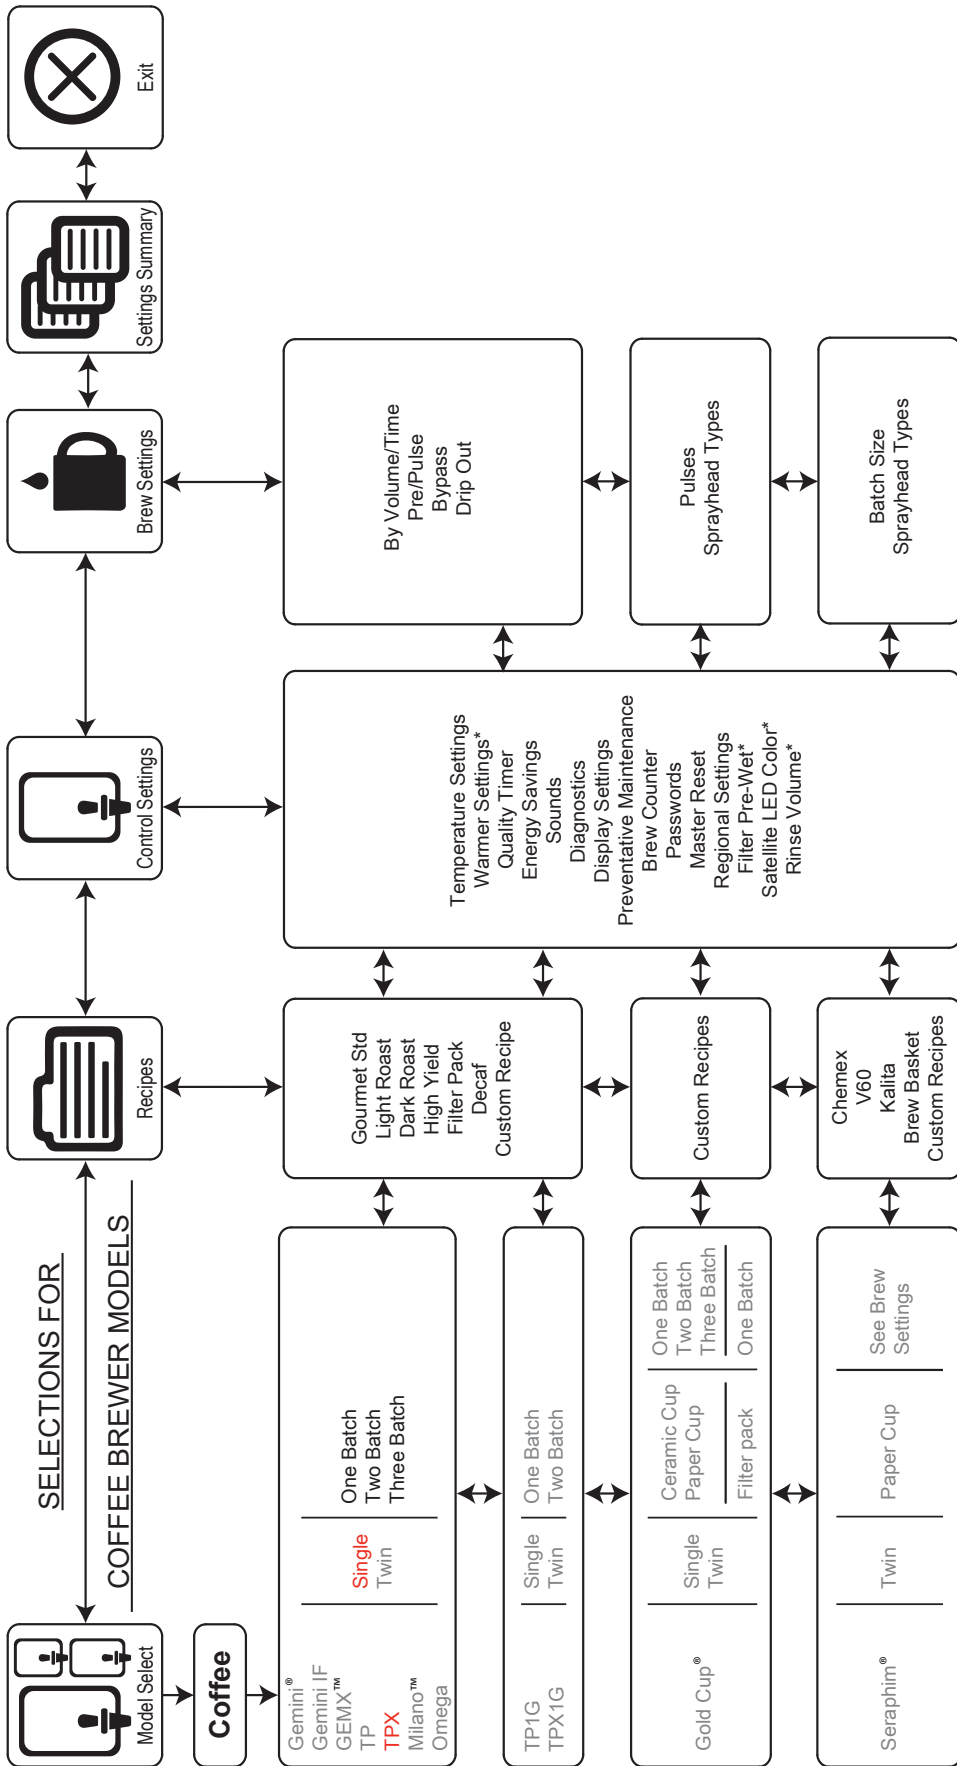 SELECTIONS FOR
COFFEE BREWER MODELS
Model Select
Recipes
Control Settings
Brew Settings
Settings Summary
Exit
Coffee
Gemini®
Gemini IF
GEMX™
TP
TPX
Milano™
Omega
Single
Twin
One Batch
Two Batch
Three Batch
TP1G
TPX1G
Single
Twin
One Batch
Two Batch
Gold Cup®
Single
Twin
Ceramic Cup
Paper Cup
Filter pack
One Batch
Two Batch
Three Batch
One Batch
Seraphim®
Twin
Paper Cup
See Brew
Settings
Gourmet Std
Light Roast
Dark Roast
High Yield
Filter Pack
Decaf
Custom Recipe
Custom Recipes
Chemex
V60
Kalita
Brew Basket
Custom Recipes
Temperature Settings
Warmer Settings*
Quality Timer
Energy Savings
Sounds
Diagnostics
Display Settings
Preventative Maintenance
Brew Counter
Passwords
Master Reset
Regional Settings
Filter Pre-Wet*
Satellite LED Color*
Rinse Volume*
By Volume/Time
Pre/Pulse
Bypass
Drip Out
Pulses
Sprayhead Types
Batch Size
Sprayhead Types